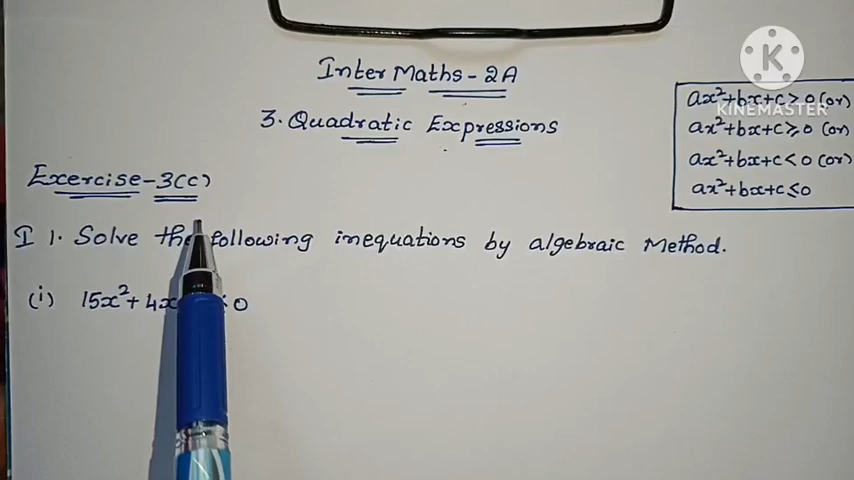 Inter Maths - 2A
3. Quadratic Expressions
ax²+bx+c > 0 (or)
KINEMASTER
ax²+bx+c ≥ 0 (or)
ax²+bx+c < 0 (or)
ax²+bx+c ≤ 0
Exercise - 3(c)
I 1. Solve the following inequations by algebraic Method.
(i) 15x² + 4x 0